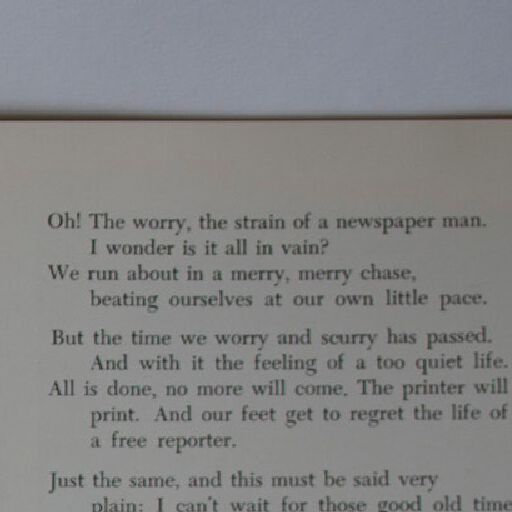 Oh! The worry, the strain of a newspaper man.
I wonder is it all in vain?
We run about in a merry, merry chase,
beating ourselves at our own little pace.
But the time we worry and scurry has passed.
And with it the feeling of a too quiet life.
All is done, no more will come. The printer will
print. And our feet get to regret the life of
a free reporter.
Just the same, and this must be said very
plain: I can't wait for those good old time